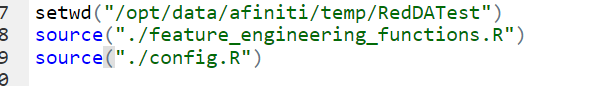 7 setwd("/opt/data/afiniti/temp/RedDATest")
8 source("./feature_engineering_functions.R")
9 source("./config.R")
0